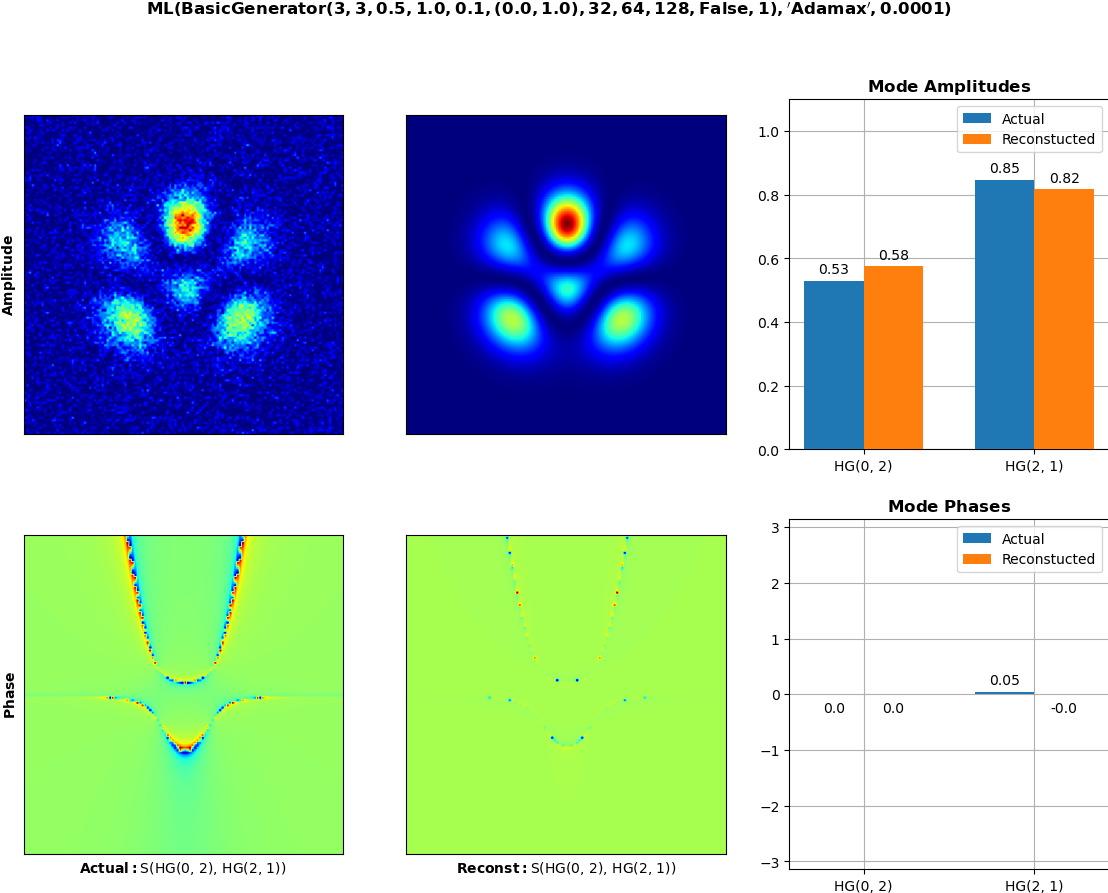 ML(BasicGenerator(3, 3, 0.5, 1.0, 0.1, (0.0, 1.0), 32, 64, 128, False, 1), ′Adamax′, 0.0001)
Amplitude
Mode Amplitudes
Actual
Reconstucted
1.0
0.8
0.6
0.4
0.2
0.0
0.53
0.58
0.85
0.82
HG(0, 2)
HG(2, 1)
Phase
Actual: S(HG(0, 2), HG(2, 1))
Reconst: S(HG(0, 2), HG(2, 1))
Mode Phases
Actual
Reconstucted
3
2
1
0
−1
−2
−3
0.0
0.0
0.05
-0.0
HG(0, 2)
HG(2, 1)